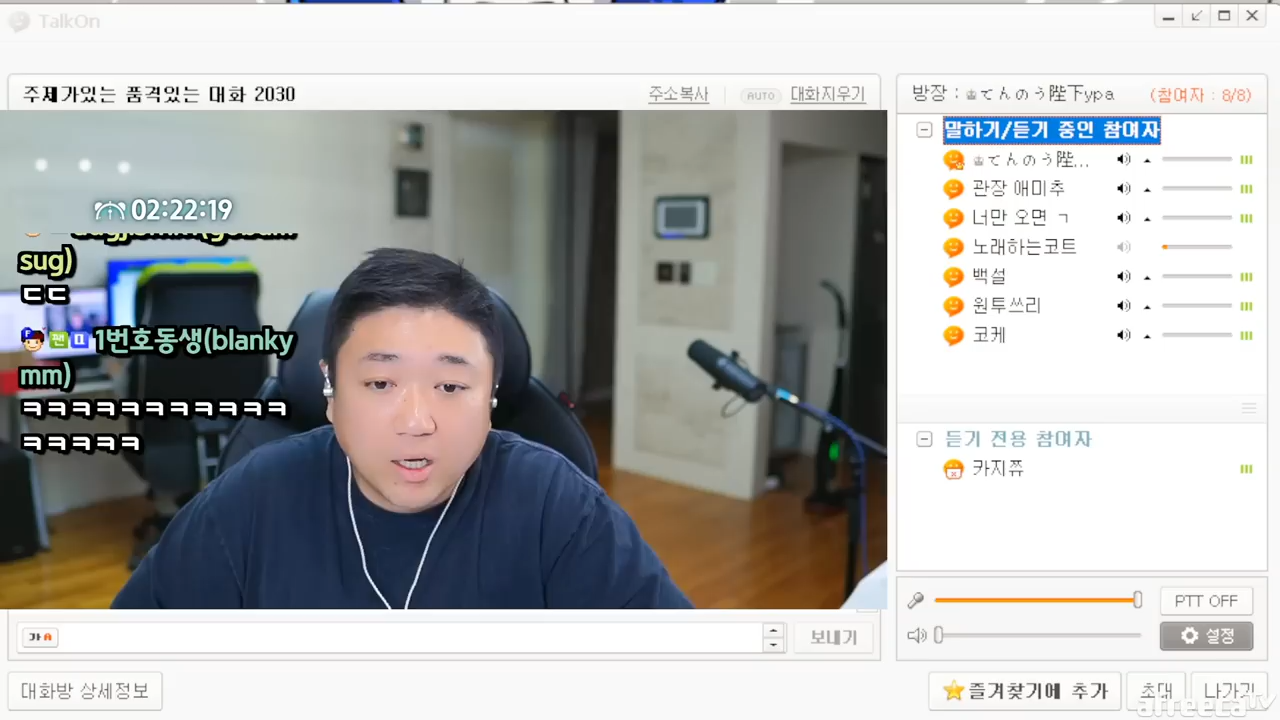 TalkOn
주제가있는 품격있는 대화 2030
주소복사
AUTO
대화지우기
02:22:19
sug)
ㄷㄷ
1번호동생(blanky
mm)
ㅋㅋㅋㅋㅋㅋㅋㅋㅋㅋㅋ
ㅋㅋㅋㅋㅋ
가A
보내기
대화방 상세정보
방장 : てんのう陛下ypa
(참여자 : 8/8)
말하기/듣기 중인 참여자
てんのう陛...
관장 애미추
너만 오면 ㄱ
노래하는코트
백설
원투쓰리
코케
듣기 전용 참여자
카지쮸
PTT OFF
설정
즐겨찾기에 추가
초대
나가기
afreecaTV